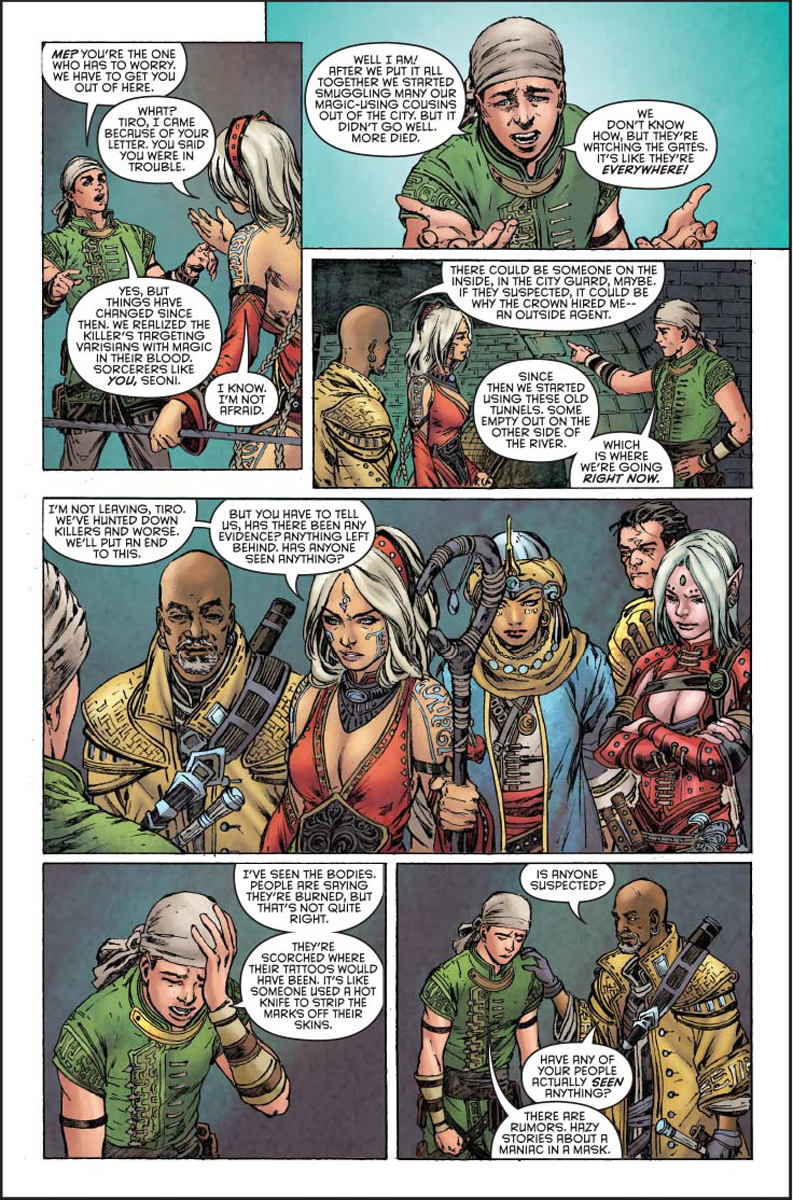 ME? YOU'RE THE ONE
WHO HAS TO WORRY.
WE HAVE TO GET YOU
OUT OF HERE.
WHAT?
TIRO, I CAME
BECAUSE OF YOUR
LETTER. YOU SAID
YOU WERE IN
TROUBLE.
YES, BUT
THINGS HAVE
CHANGED SINCE
THEN. WE REALIZED THE
KILLER'S TARGETING
VARISIANS WITH MAGIC
IN THEIR BLOOD.
SORCERERS LIKE
YOU, SEONI.
I KNOW.
I'M NOT
AFRAID.
WELL I AM!
AFTER WE PUT IT ALL
TOGETHER WE STARTED
SMUGGLING MANY OUR
MAGIC-USING COUSINS
OUT OF THE CITY. BUT IT
DIDN'T GO WELL.
MORE DIED.
WE
DON'T KNOW
HOW, BUT THEY'RE
WATCHING THE GATES.
IT'S LIKE THEY'RE
EVERYWHERE!
THERE COULD BE SOMEONE ON THE
INSIDE, IN THE CITY GUARD, MAYBE.
IF THEY SUSPECTED, IT COULD BE
WHY THE CROWN HIRED ME--
AN OUTSIDE AGENT.
SINCE
THEN WE STARTED
USING THESE OLD
TUNNELS. SOME
EMPTY OUT ON THE
OTHER SIDE OF
THE RIVER.
WHICH
IS WHERE
WE'RE GOING
RIGHT NOW.
I'M NOT LEAVING, TIRO.
WE'VE HUNTED DOWN
KILLERS AND WORSE.
WE'LL PUT AN END
TO THIS.
BUT YOU HAVE TO TELL
US, HAS THERE BEEN ANY
EVIDENCE? ANYTHING LEFT
BEHIND. HAS ANYONE
SEEN ANYTHING?
I'VE SEEN THE BODIES.
PEOPLE ARE SAYING
THEY'RE BURNED, BUT
THAT'S NOT QUITE
RIGHT.
THEY'RE
SCORCHED WHERE
THEIR TATTOOS WOULD
HAVE BEEN. IT'S LIKE
SOMEONE USED A HOT
KNIFE TO STRIP THE
MARKS OFF THEIR
SKINS.
IS ANYONE
SUSPECTED?
HAVE ANY OF
YOUR PEOPLE
ACTUALLY SEEN
ANYTHING?
THERE ARE
RUMORS. HAZY
STORIES ABOUT A
MANIAC IN A MASK.